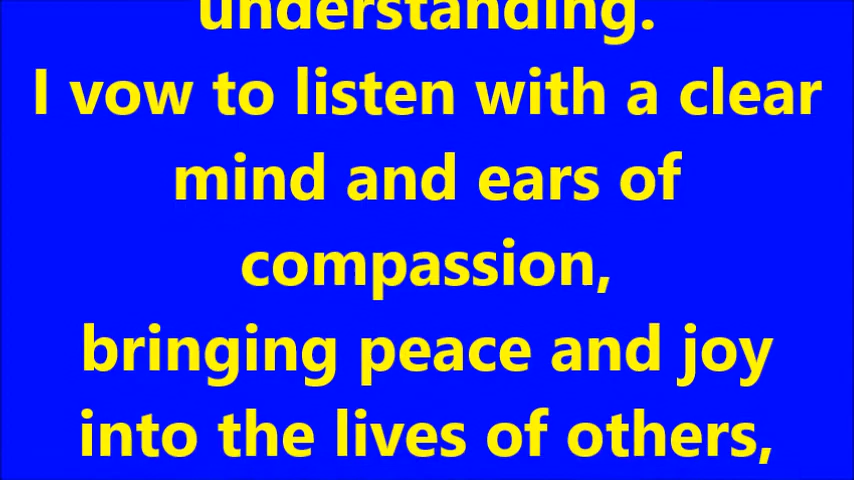 understanding.
I vow to listen with a clear
mind and ears of
compassion,
bringing peace and joy
into the lives of others,